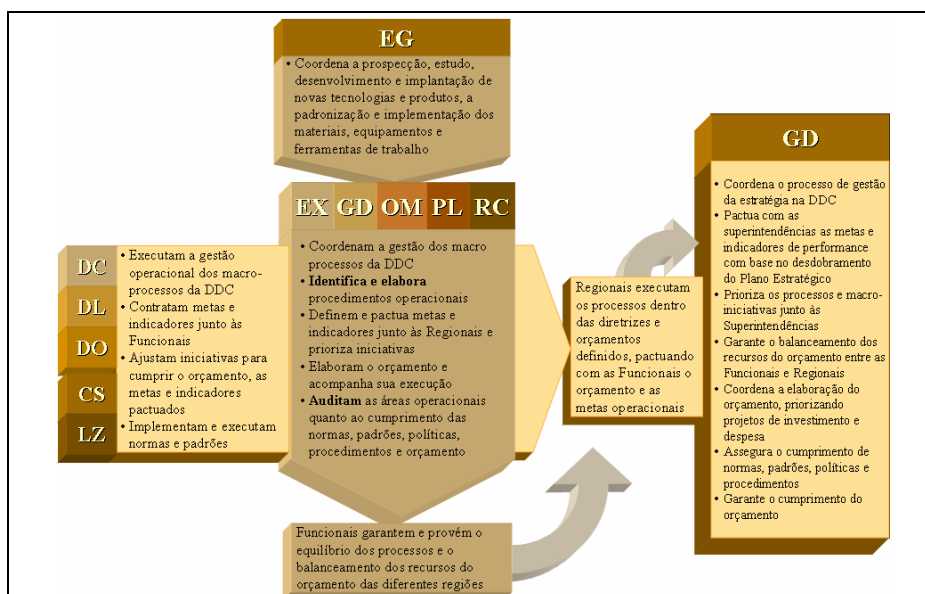 EG
• Coordena a prospecção, estudo,
desenvolvimento e implantação de
novas tecnologias e produtos, a
padronização e implementação dos
materiais, equipamentos e
ferramentas de trabalho
EX GD OM PL RC
• Coordenam a gestão dos macro
processos da DDC
• Identifica e elabora
procedimentos operacionais
• Definem e pactua metas e
indicadores junto às Regionais e
prioriza iniciativas
• Elaboram o orçamento e
acompanha sua execução
• Auditam as áreas operacionais
quanto ao cumprimento das
normas, padrões, políticas,
procedimentos e orçamento
DC
DL
DO
CS
LZ
• Executam a gestão
operacional dos macro-
processos da DDC
• Contratam metas e
indicadores junto às
Funcionais
• Ajustam iniciativas para
cumprir o orçamento, as
metas e indicadores
pactuados
• Implementam e executam
normas e padrões
Regionais executam
os processos dentro
das diretrizes e
orçamentos
definidos, pactuando
com as Funcionais o
orçamento e as
metas operacionais
Funcionais garantem e provém o
equilíbrio dos processos e o
balanceamento dos recursos do
orçamento das diferentes regiões
GD
• Coordena o processo de gestão
da estratégia na DDC
• Pactua com as
superintendências as metas e
indicadores de performance
com base no desdobramento
do Plano Estratégico
• Prioriza os processos e macro-
iniciativas junto às
Superintendências
• Garante o balanceamento dos
recursos do orçamento entre as
Funcionais e Regionais
• Coordena a elaboração do
orçamento, priorizando
projetos de investimento e
despesa
• Assegura o cumprimento de
normas, padrões, políticas e
procedimentos
• Garante o cumprimento do
orçamento